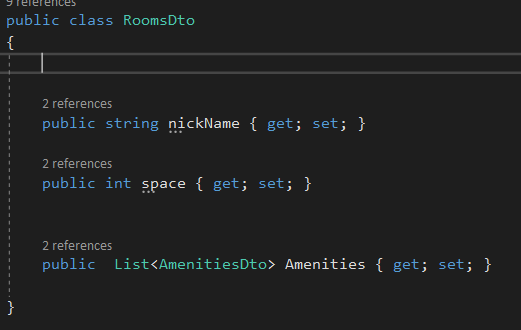 9 references
public class RoomsDto
{
2 references
public string nickName { get; set; }
2 references
public int space { get; set; }
2 references
public  List<AmenitiesDto> Amenities { get; set; }
}